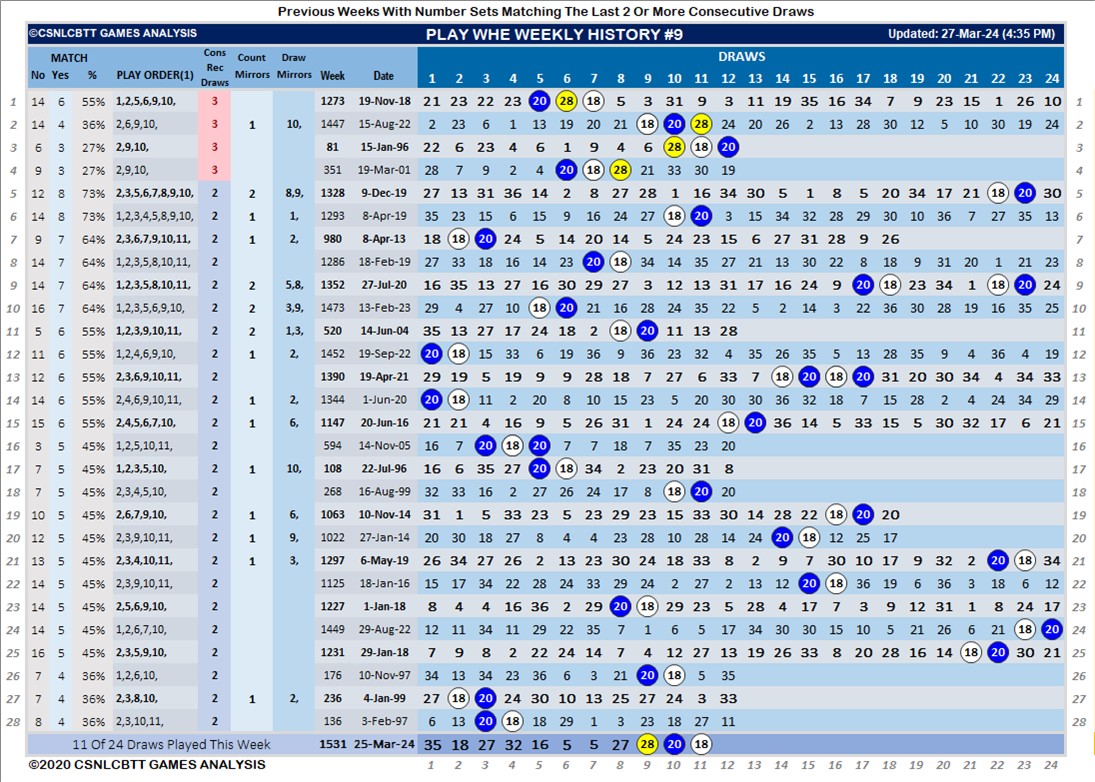 Previous Weeks With Number Sets Matching The Last 2 Or More Consecutive Draws
©CSNLCBTT GAMES ANALYSIS PLAY WHE WEEKLY HISTORY #9 Updated: 27-Mar-24 (4:35 PM)
MATCH Cons Rec Draws Count Mirrors Draw Mirrors DRAWS
No Yes % PLAY ORDER(1) Week Date 1 2 3 4 5 6 7 8 9 10 11 12 13 14 15 16 17 18 19 20 21 22 23 24
1 14 6 55% 1,2,5,6,9,10, 3 1273 19-Nov-18 21 23 22 23 20 28 18 5 3 31 9 3 11 19 35 16 34 7 9 23 15 1 26 10 1
2 14 4 36% 2,6,9,10, 3 1 10, 1447 15-Aug-22 2 23 6 1 13 19 20 21 18 20 28 24 20 26 2 13 28 30 12 5 10 30 19 24 2
3 6 3 27% 2,9,10, 3 81 15-Jan-96 22 6 23 4 6 1 9 4 6 28 18 20 3
4 9 3 27% 2,9,10, 3 351 19-Mar-01 28 7 9 2 4 20 18 28 21 33 30 19 4
5 12 8 73% 2,3,5,6,7,8,9,10, 2 2 8,9, 1328 9-Dec-19 27 13 31 36 14 2 8 27 28 1 16 34 30 5 1 8 5 20 34 17 21 18 20 30 5
6 14 8 73% 1,2,3,4,5,8,9,10, 2 1 1, 1293 8-Apr-19 35 23 15 6 15 9 16 24 27 18 20 3 15 34 32 28 29 30 10 36 7 27 35 13 6
7 9 7 64% 2,3,6,7,9,10,11, 2 1 2, 980 8-Apr-13 18 18 20 24 5 14 20 14 5 24 23 15 6 27 31 28 9 26 7
8 14 7 64% 1,2,3,5,8,10,11, 2 1286 18-Feb-19 27 33 18 16 14 23 20 18 34 14 35 27 21 13 30 22 8 18 9 31 20 1 21 23 8
9 14 7 64% 1,2,3,5,8,10,11, 2 2 5,8, 1352 27-Jul-20 16 35 13 27 16 30 29 27 3 12 13 31 17 16 24 9 20 18 23 34 1 18 20 24 9
10 16 7 64% 1,2,3,5,6,9,10, 2 2 3,9, 1473 13-Feb-23 29 4 27 10 18 20 21 16 28 24 35 22 5 2 14 3 22 36 30 28 19 16 35 25 10
11 5 6 55% 1,2,3,9,10,11, 2 2 1,3, 520 14-Jun-04 35 13 27 17 24 18 2 18 20 11 13 28 11
12 11 6 55% 1,2,4,6,9,10, 2 1 2, 1452 19-Sep-22 20 18 15 33 6 19 36 9 36 23 32 4 35 26 35 5 13 28 35 9 4 36 4 19 12
13 12 6 55% 2,3,6,9,10,11, 2 1390 19-Apr-21 29 19 5 19 9 9 28 18 7 27 6 33 7 18 20 18 20 31 20 30 34 4 34 33 13
14 14 6 55% 2,4,6,9,10,11, 2 1 2, 1344 1-Jun-20 20 18 11 2 20 8 10 15 23 5 20 30 30 36 32 18 7 15 28 2 4 24 34 29 14
15 15 6 55% 2,4,5,6,7,10, 2 1 6, 1147 20-Jun-16 21 21 4 16 9 5 26 31 1 24 24 18 20 36 14 5 33 15 5 30 32 17 6 21 15
16 3 5 45% 1,2,5,10,11, 2 594 14-Nov-05 16 7 20 18 20 7 7 18 7 35 23 20 16
17 7 5 45% 1,2,3,5,10, 2 1 10, 108 22-Jul-96 16 6 35 27 20 18 34 2 23 20 31 8 17
18 7 5 45% 2,3,4,5,10, 2 268 16-Aug-99 32 33 16 2 27 26 24 17 8 18 20 20 18
19 10 5 45% 2,6,7,9,10, 2 1 6, 1063 10-Nov-14 31 1 5 33 23 5 23 29 23 15 33 30 14 28 22 18 20 20 19
20 12 5 45% 2,3,9,10,11, 2 1 9, 1022 27-Jan-14 20 30 18 27 8 4 4 23 28 10 28 14 24 20 18 12 25 17 20
21 13 5 45% 2,3,4,10,11, 2 1 3, 1297 6-May-19 26 34 27 26 2 13 23 30 24 18 33 8 2 9 7 30 10 17 9 32 2 20 18 34 21
22 14 5 45% 2,3,9,10,11, 2 1125 18-Jan-16 15 17 34 22 28 24 33 29 24 2 27 2 13 12 20 18 36 19 6 36 3 18 6 12 22
23 14 5 45% 2,5,6,9,10, 2 1227 1-Jan-18 8 4 4 16 36 2 29 20 18 29 23 5 28 4 17 7 3 9 12 31 1 8 24 17 23
24 14 5 45% 1,2,6,7,10, 2 1449 29-Aug-22 12 11 34 11 29 22 35 7 1 6 5 17 34 30 30 15 10 5 21 26 6 21 18 20 24
25 16 5 45% 2,3,5,9,10, 2 1231 29-Jan-18 7 9 8 2 22 24 14 7 4 12 27 13 19 26 33 8 20 28 16 14 18 20 30 21 25
26 7 4 36% 1,2,6,10, 2 176 10-Nov-97 34 13 34 23 36 6 3 21 20 18 5 35 26
27 7 4 36% 2,3,8,10, 2 1 2, 236 4-Jan-99 27 18 20 24 30 10 13 25 27 24 3 33 27
28 8 4 36% 2,3,10,11, 2 136 3-Feb-97 6 13 20 18 18 29 1 3 23 18 27 11 28
11 Of 24 Draws Played This Week 1531 25-Mar-24 35 18 27 32 16 5 5 27 28 20 18
©2020 CSNLCBTT GAMES ANALYSIS 1 2 3 4 5 6 7 8 9 10 11 12 13 14 15 16 17 18 19 20 21 22 23 24